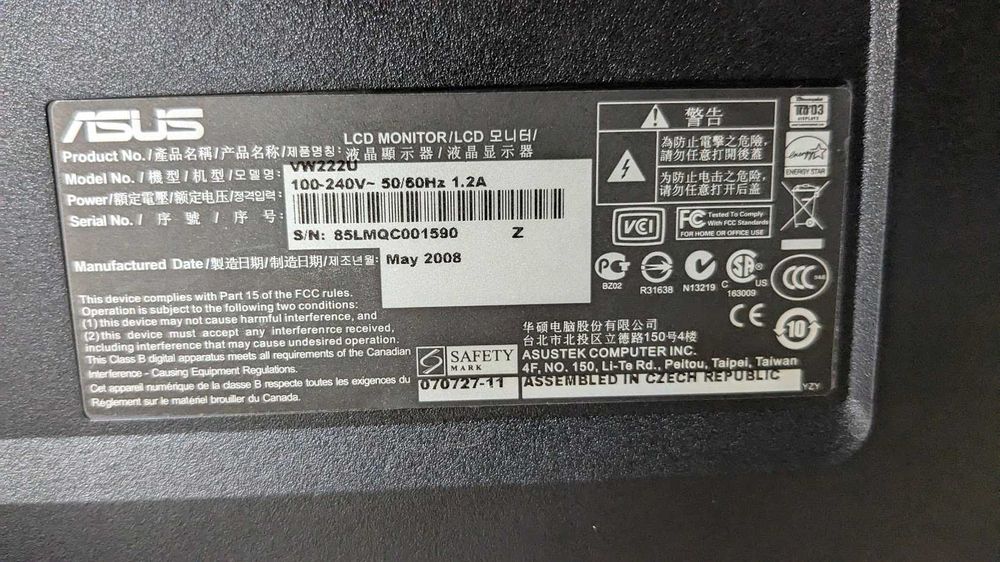 ASUS
LCD MONITOR/LCD 모니터/
Product No./產品名稱/产品名称/제품명칭: 液晶顯示器/液晶显示器
Model No./機型/机型/모델명: VW222U
Power/額定電壓/额定电压/정격입력: 100-240V~ 50/60Hz 1.2A
Serial No./序號/序号:
S/N: 85LMQC001590 Z
Manufactured Date/製造日期/制造日期/제조년월: May 2008
This device complies with Part 15 of the FCC rules.
Operation is subject to the following two conditions:
(1) this device may not cause harmful interference, and
(2) this device must accept any interference received,
including interference that may cause undesired operation.
This Class B digital apparatus meets all requirements of the Canadian
Interference - Causing Equipment Regulations.
Cet appareil numérique de la classe B respecte toutes les exigences du
Règlement sur le matériel brouiller du Canada.
SAFETY
MARK
070727-11
华硕电脑股份有限公司
台北市北投区立德路150号4楼
ASUSTEK COMPUTER INC.
4F, NO. 150, Li-Te Rd., Peitou, Taipei, Taiwan
ASSEMBLED IN CZECH REPUBLIC
YZY
警告
為防止電擊之危險,
請勿任意打開後蓋
为防止电击之危险,
请勿任意打开后盖
TCO'03
DISPLAYS
energy
ENERGY STAR
VCI
FC Tested To Comply
With FCC Standards
FOR HOME OR OFFICE USE
BZ02
R31638
N13219
C SA US
163009
CCC
S&E
CE
10